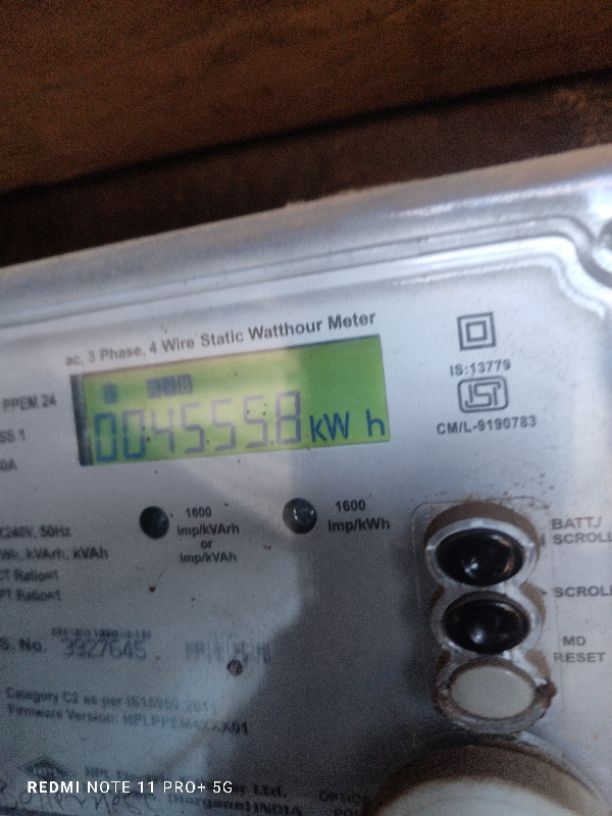 ac, 3 Phase, 4 Wire Static Watthour Meter
IS:13779
PPEM 24
SS 1
0A
R Y B
004555.8 kW h
CM/L-9190783
1600
imp/kVArh
or
imp/kVAh
1600
imp/kWh
240V, 50Hz
kVArh, kVAh
CT Ratio=1
PT Ratio=1
BATT/
SCROLL
SCROLL
MD
RESET
S. No. 3927645
Category C2 as per IS15959:2011
Firmware Version:
Ltd.
INDIA
REDMI NOTE 11 PRO+ 5G